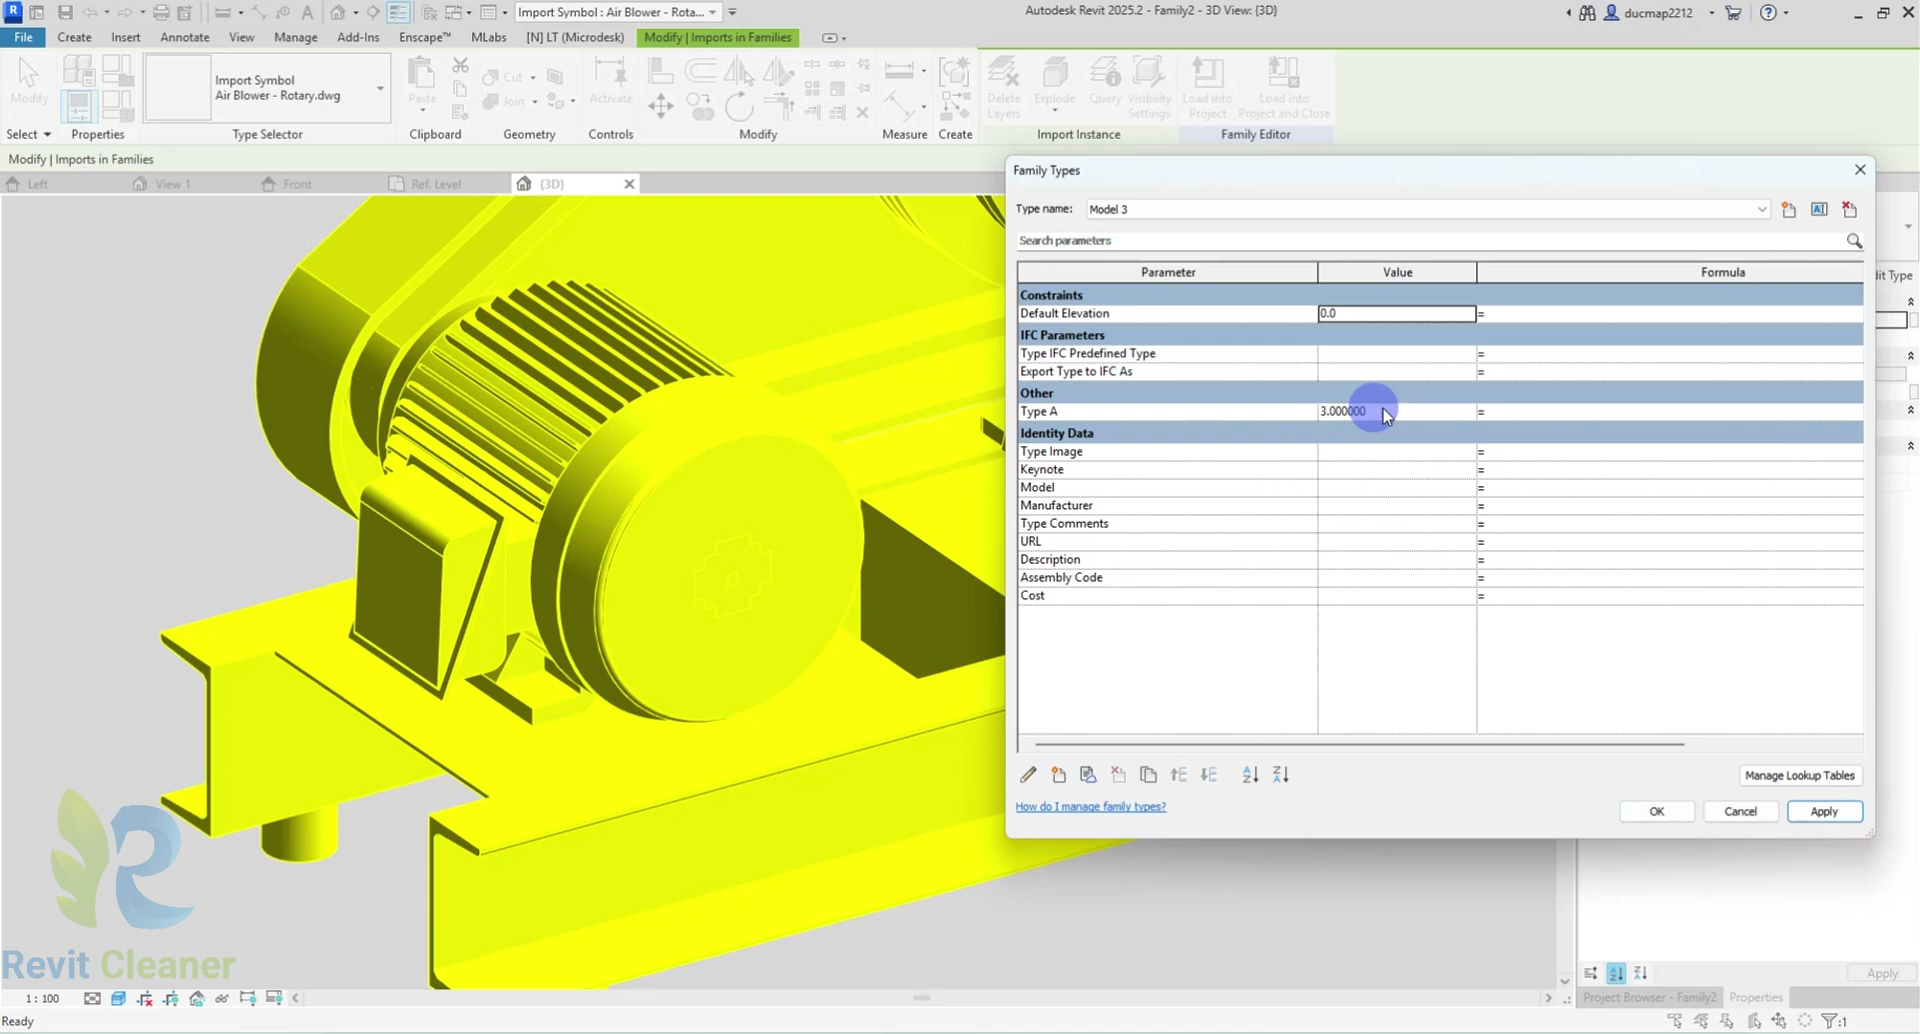 Import Symbol : Air Blower - Rota...
Autodesk Revit 2025.2 - Family2 - 3D View: {3D}
ducmap2212
File
Create
Insert
Annotate
View
Manage
Add-Ins
Enscape™
MLabs
[N] LT (Microdesk)
Modify | Imports in Families
Modify
Import Symbol
Air Blower - Rotary.dwg
Paste
Cut
Join
Activate
Delete
Layers
Explode
Query
Visibility
Settings
Load into
Project
Load into
Project and Close
Select
Properties
Type Selector
Clipboard
Geometry
Controls
Modify
Measure
Create
Import Instance
Family Editor
Modify | Imports in Families
Left
View 1
Front
Ref. Level
{3D}
Family Types
Type name:
Model 3
Search parameters
Parameter
Value
Formula
dit Type
Constraints
Default Elevation
0.0
=
IFC Parameters
Type IFC Predefined Type
=
Export Type to IFC As
=
Other
Type A
3.000000
=
Identity Data
Type Image
=
Keynote
=
Model
=
Manufacturer
=
Type Comments
=
URL
=
Description
=
Assembly Code
=
Cost
=
Manage Lookup Tables
How do I manage family types?
OK
Cancel
Apply
Revit Cleaner
Apply
1 : 100
Project Browser - Family2
Properties
Ready
:1